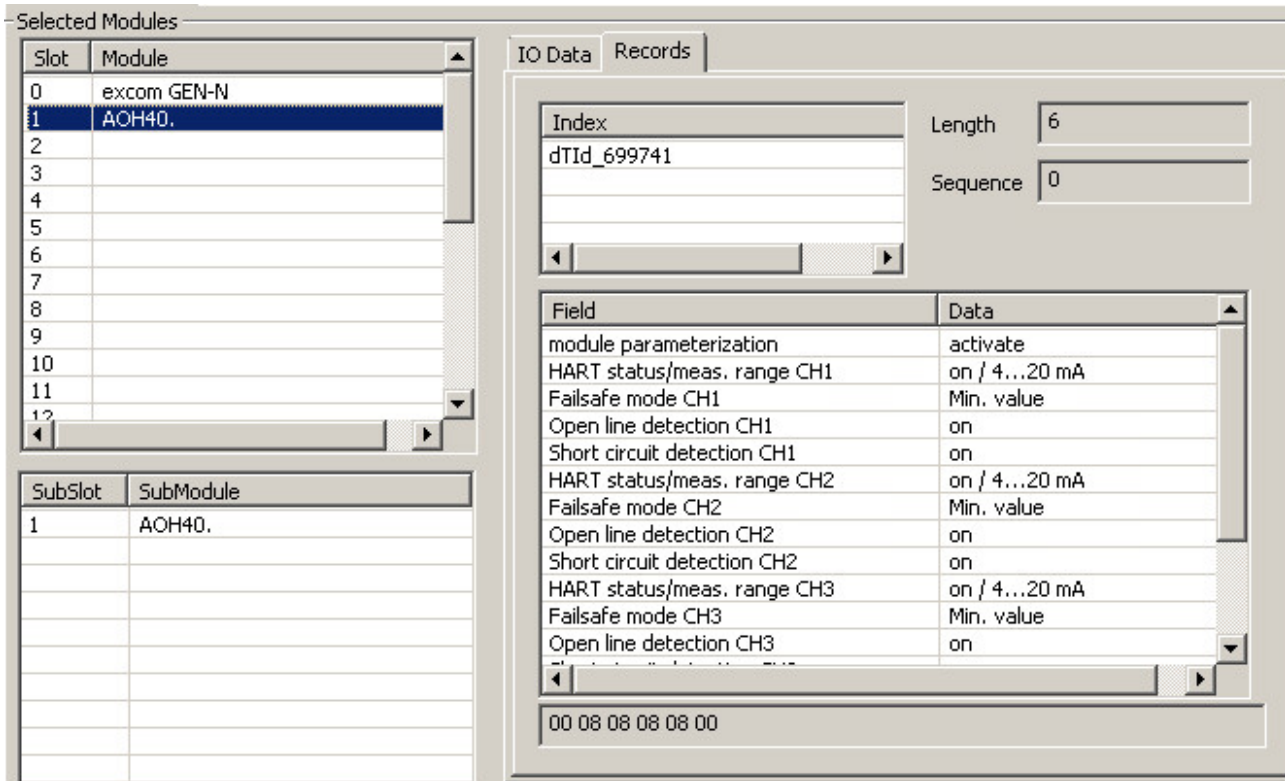 Selected Modules
Slot Module
0 excom GEN-N
1 AOH40.
2
3
4
5
6
7
8
9
10
11
12
SubSlot SubModule
1 AOH40.
IO Data Records
Index
dTId_699741
Length 6
Sequence 0
Field Data
module parameterization activate
HART status/meas. range CH1 on / 4...20 mA
Failsafe mode CH1 Min. value
Open line detection CH1 on
Short circuit detection CH1 on
HART status/meas. range CH2 on / 4...20 mA
Failsafe mode CH2 Min. value
Open line detection CH2 on
Short circuit detection CH2 on
HART status/meas. range CH3 on / 4...20 mA
Failsafe mode CH3 Min. value
Open line detection CH3 on
00 08 08 08 08 00